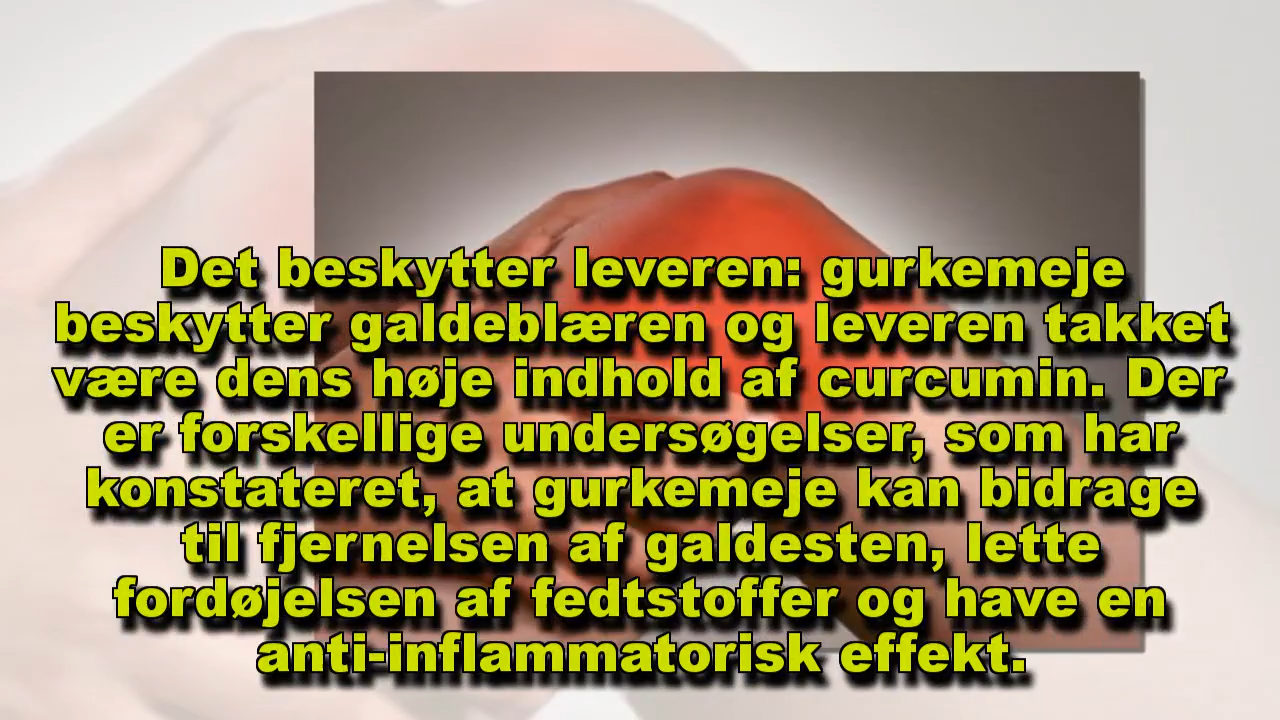 Det beskytter leveren: gurkemeje
beskytter galdeblæren og leveren takket
være dens høje indhold af curcumin. Der
er forskellige undersøgelser, som har
konstateret, at gurkemeje kan bidrage
til fjernelsen af galdesten, lette
fordøjelsen af fedtstoffer og have en
anti-inflammatorisk effekt.